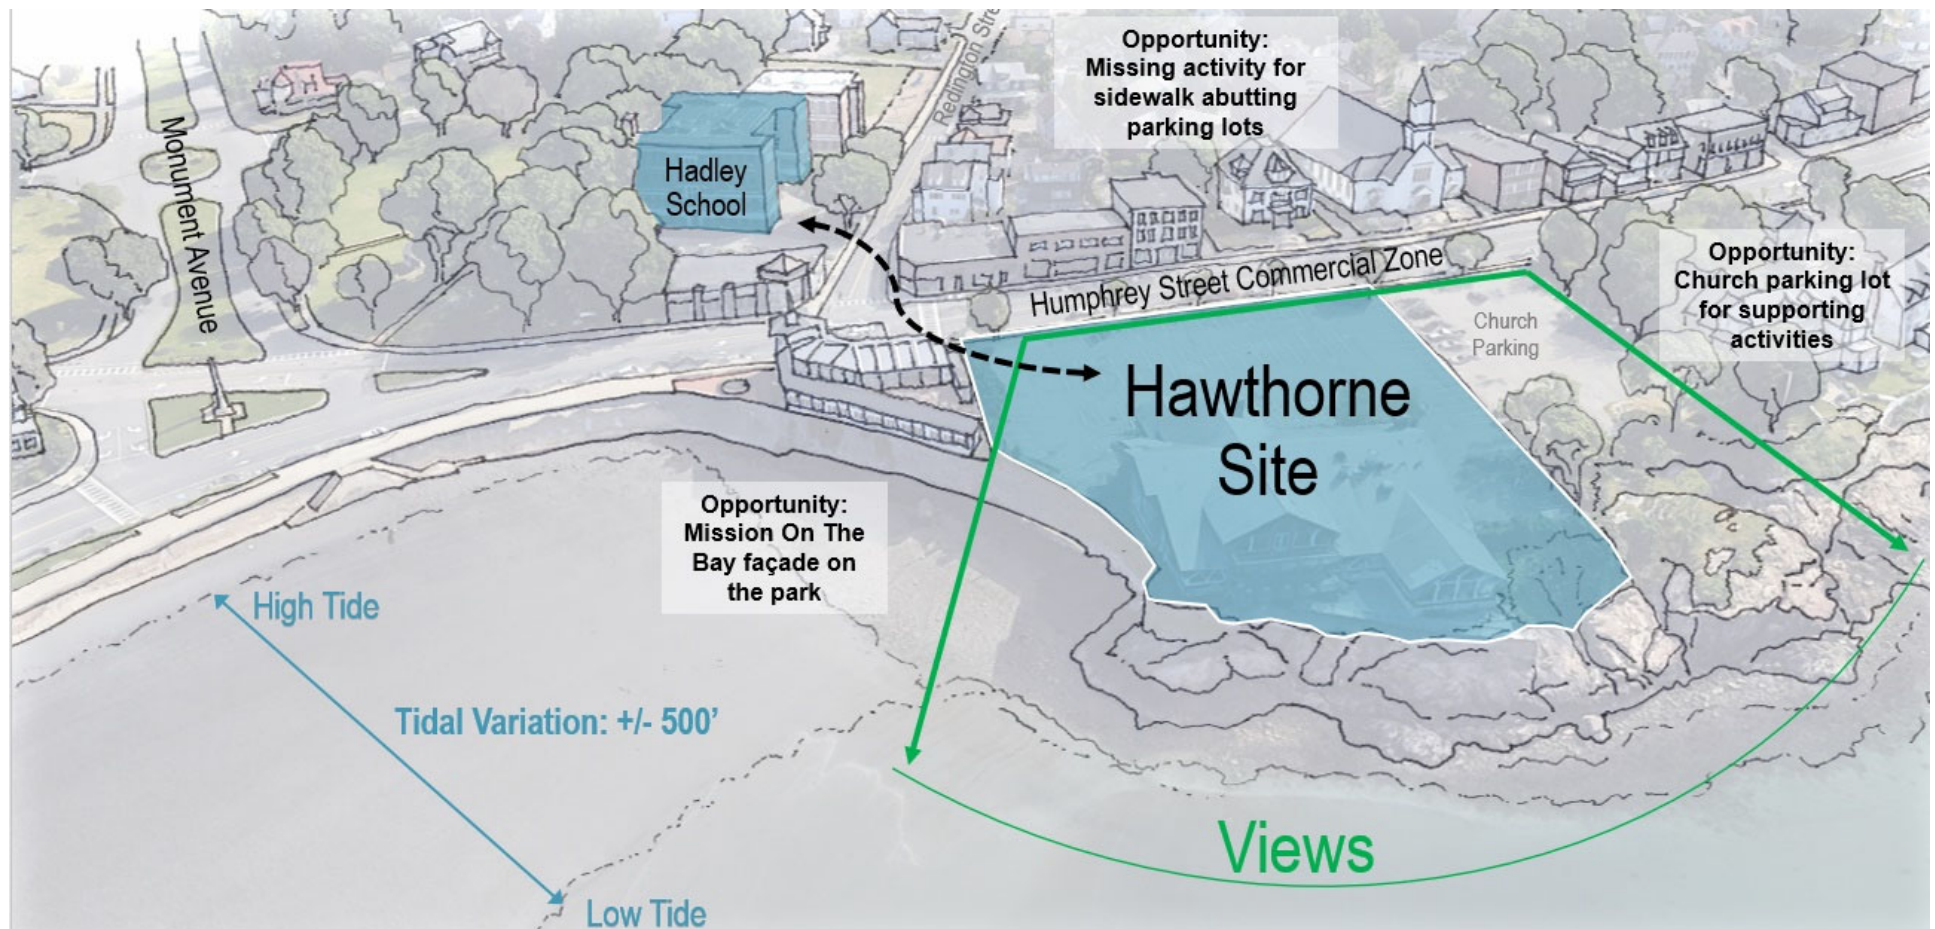 Redington Stre
Opportunity:
Missing activity for
sidewalk abutting
parking lots
Monument Avenue
Hadley
School
Opportunity:
Church parking lot
for supporting
activities
Humphrey Street Commercial Zone
Church
Parking
Hawthorne
Site
Opportunity:
Mission On The
Bay façade on
the park
High Tide
Tidal Variation: +/- 500’
Low Tide
Views